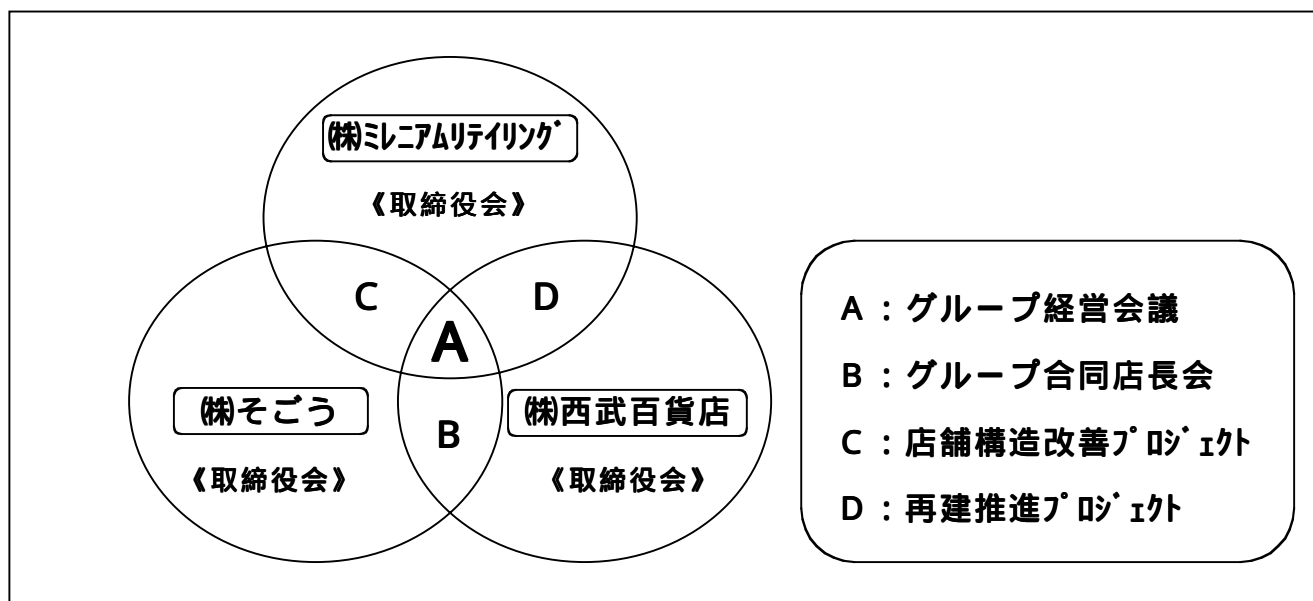 ㈱ミレニアムリテイリング
《取締役会》
C
D
A
㈱そごう
㈱西武百貨店
B
《取締役会》
《取締役会》
A：グループ経営会議
B：グループ合同店長会
C：店舗構造改善プロジェクト
D：再建推進プロジェクト